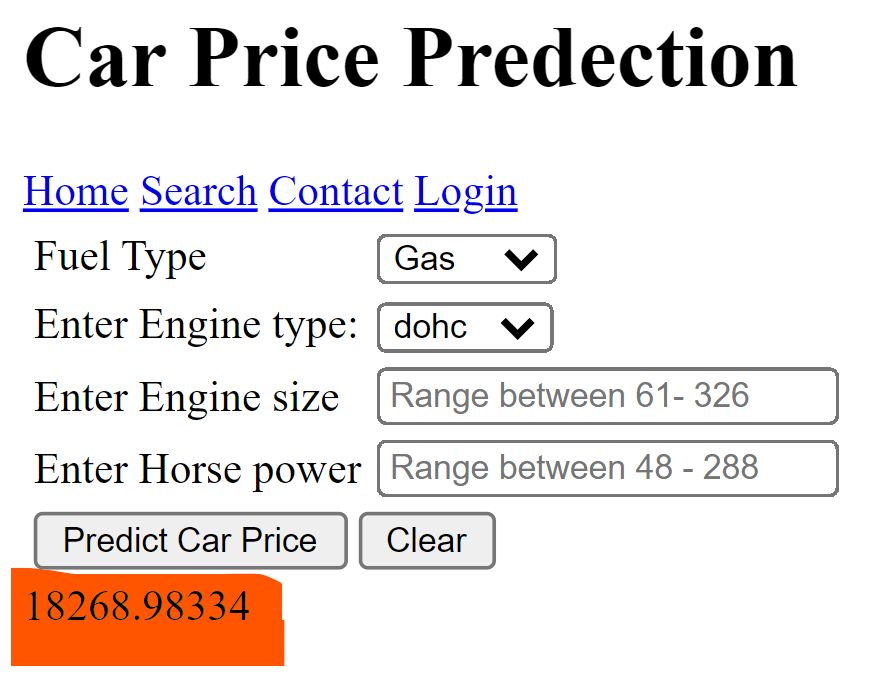 Car Price Predection
Home Search Contact Login
Fuel Type Gas
Enter Engine type: dohc
Enter Engine size Range between 61- 326
Enter Horse power Range between 48 - 288
Predict Car Price Clear
18268.98334